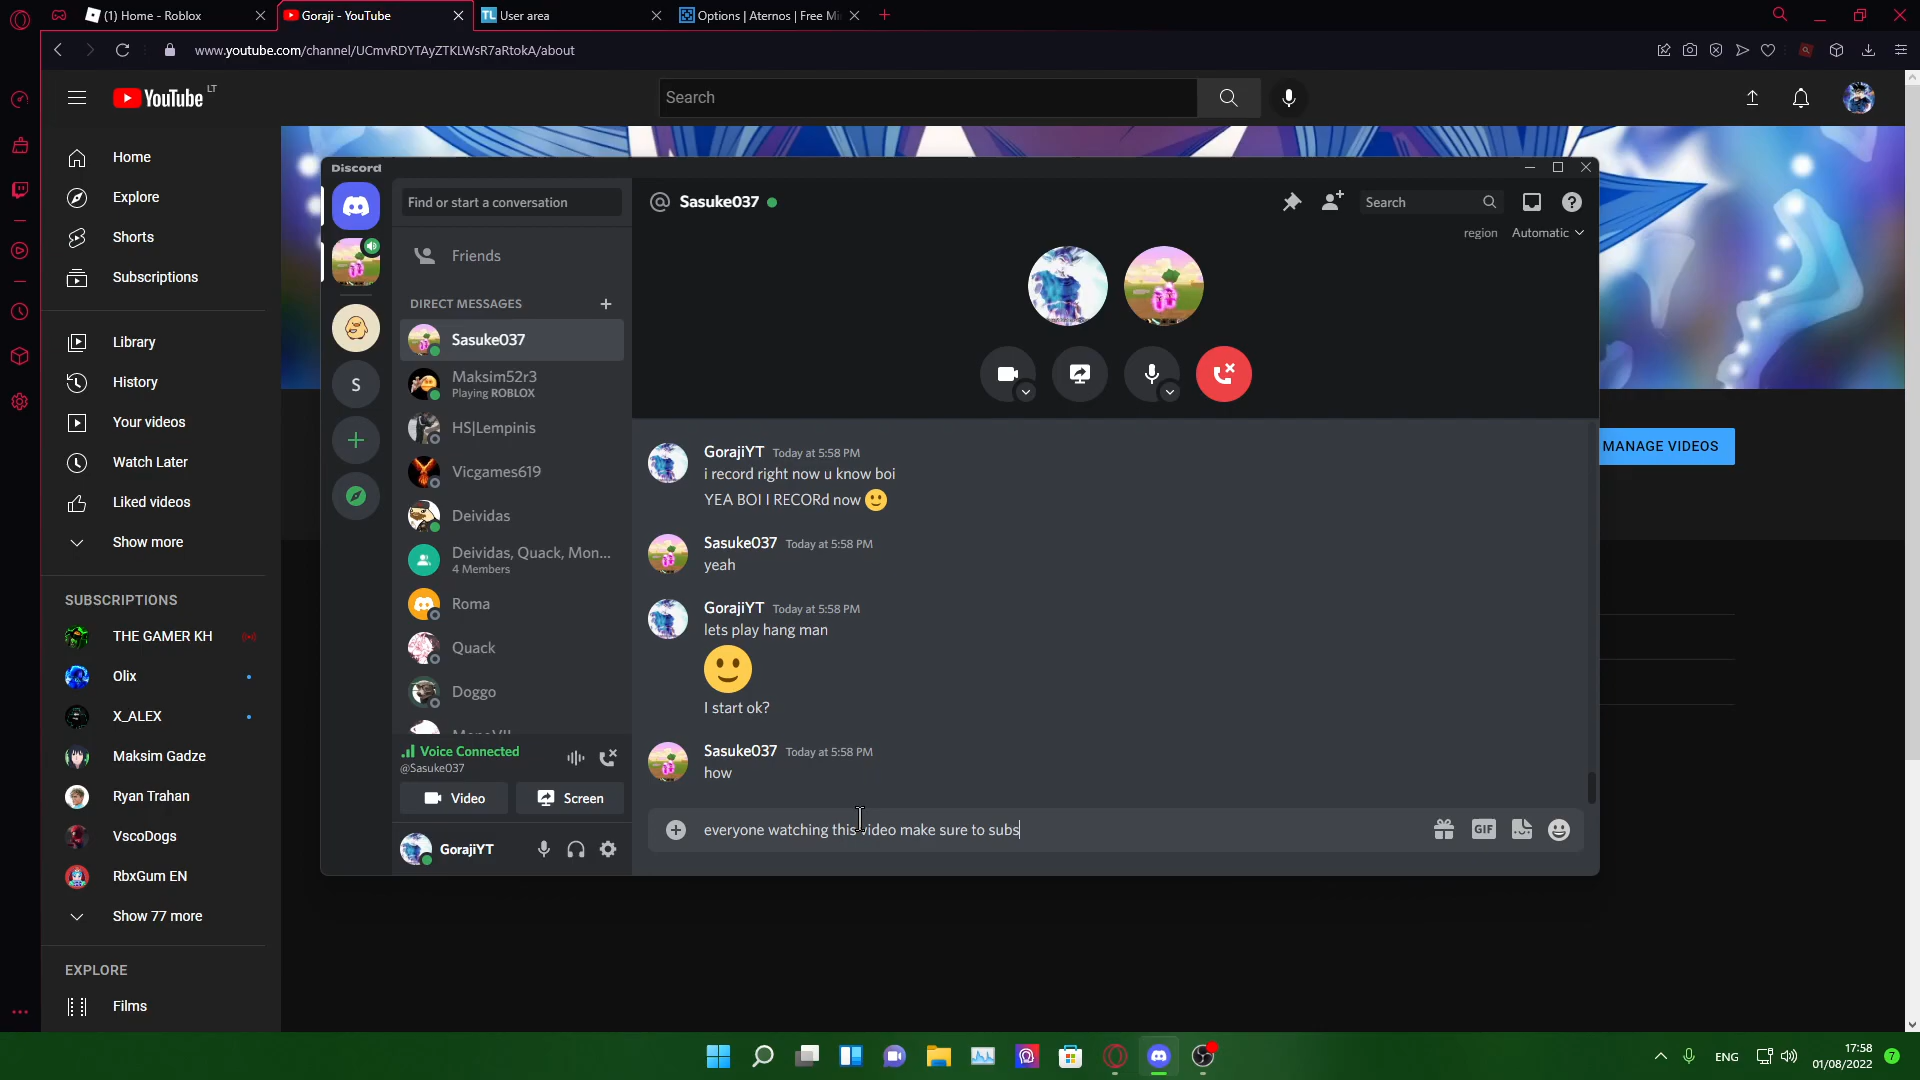 (1) Home - Roblox
Goraji - YouTube
TL User area
Options | Aternos | Free Mi
www.youtube.com/channel/UCmvRDYTAyZTKLWsR7aRtokA/about
YouTube LT
Search
Home
Explore
Shorts
Subscriptions
Library
History
Your videos
Watch Later
Liked videos
Show more
SUBSCRIPTIONS
THE GAMER KH
Olix
X_ALEX
Maksim Gadze
Ryan Trahan
VscoDogs
RbxGum EN
Show 77 more
EXPLORE
Films
MANAGE VIDEOS
Discord
S
Find or start a conversation
Friends
DIRECT MESSAGES
Sasuke037
Maksim52r3
Playing ROBLOX
HS|Lempinis
Vicgames619
Deividas
Deividas, Quack, Mon...
4 Members
Roma
Quack
Doggo
Voice Connected
@Sasuke037
Video
Screen
GorajiYT
Sasuke037
Search
region Automatic
GorajiYT Today at 5:58 PM
i record right now u know boi
YEA BOI I RECORd now
Sasuke037 Today at 5:58 PM
yeah
GorajiYT Today at 5:58 PM
lets play hang man
I start ok?
Sasuke037 Today at 5:58 PM
how
everyone watching this video make sure to subs
GIF
ENG
17:58
01/08/2022
7